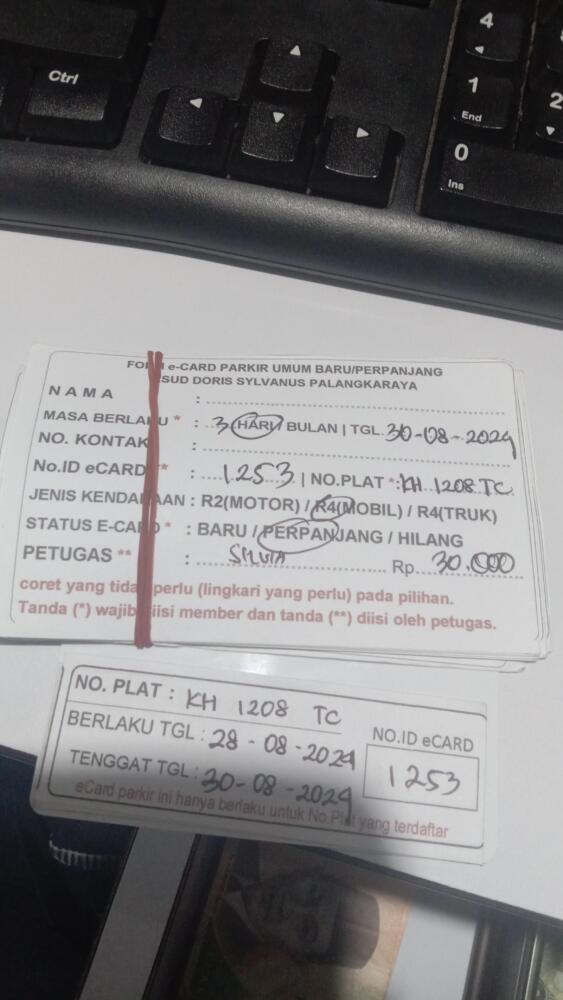 Ctrl
4
1
End
2
0
Ins
FORM e-CARD PARKIR UMUM BARU/PERPANJANG
RSUD DORIS SYLVANUS PALANGKARAYA
NAMA :
MASA BERLAKU * : 3 HARI/ BULAN | TGL 30-08-2024
NO. KONTAK :
No.ID eCARD ** : 1253 | NO.PLAT * : KH 1208 TC
JENIS KENDARAAN : R2(MOTOR) / R4(MOBIL) / R4(TRUK)
STATUS E-CARD * : BARU / PERPANJANG / HILANG
PETUGAS ** : SILVIA Rp. 30.000
coret yang tidak perlu (lingkari yang perlu) pada pilihan.
Tanda (*) wajib diisi member dan tanda (**) diisi oleh petugas.
NO. PLAT : KH 1208 TC
BERLAKU TGL : 28-08-2024
NO.ID eCARD
1253
TENGGAT TGL : 30-08-2024
eCard parkir ini hanya berlaku untuk No.Plat yang terdaftar